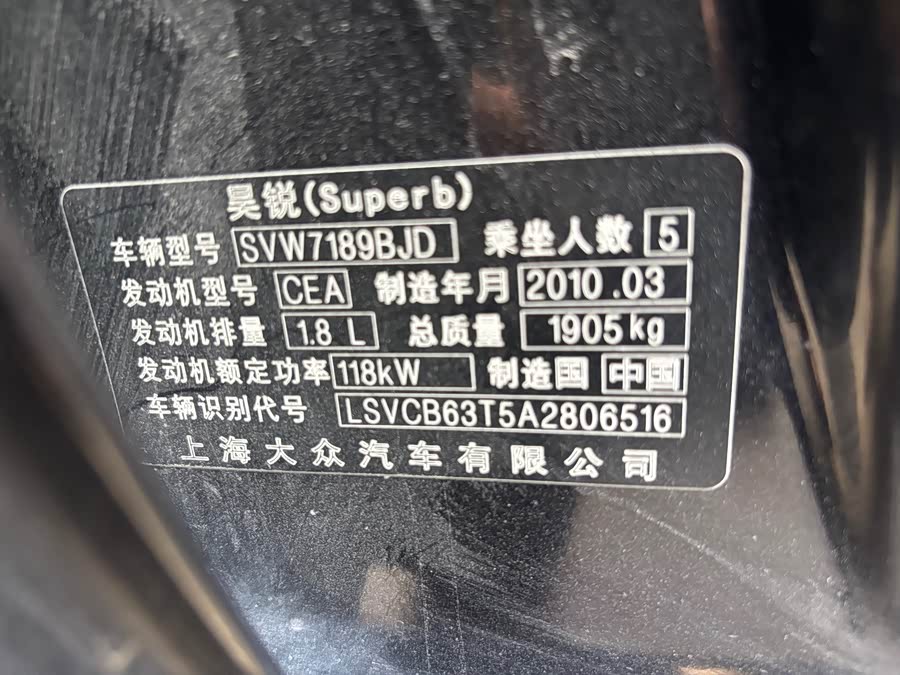 昊锐(Superb)
车辆型号 SVW7189BJD 乘坐人数 5
发动机型号 CEA 制造年月 2010.03
发动机排量 1.8 L 总质量 1905kg
发动机额定功率 118kW 制造国 中国
车辆识别代号 LSVCB63T5A2806516
上海大众汽车有限公司